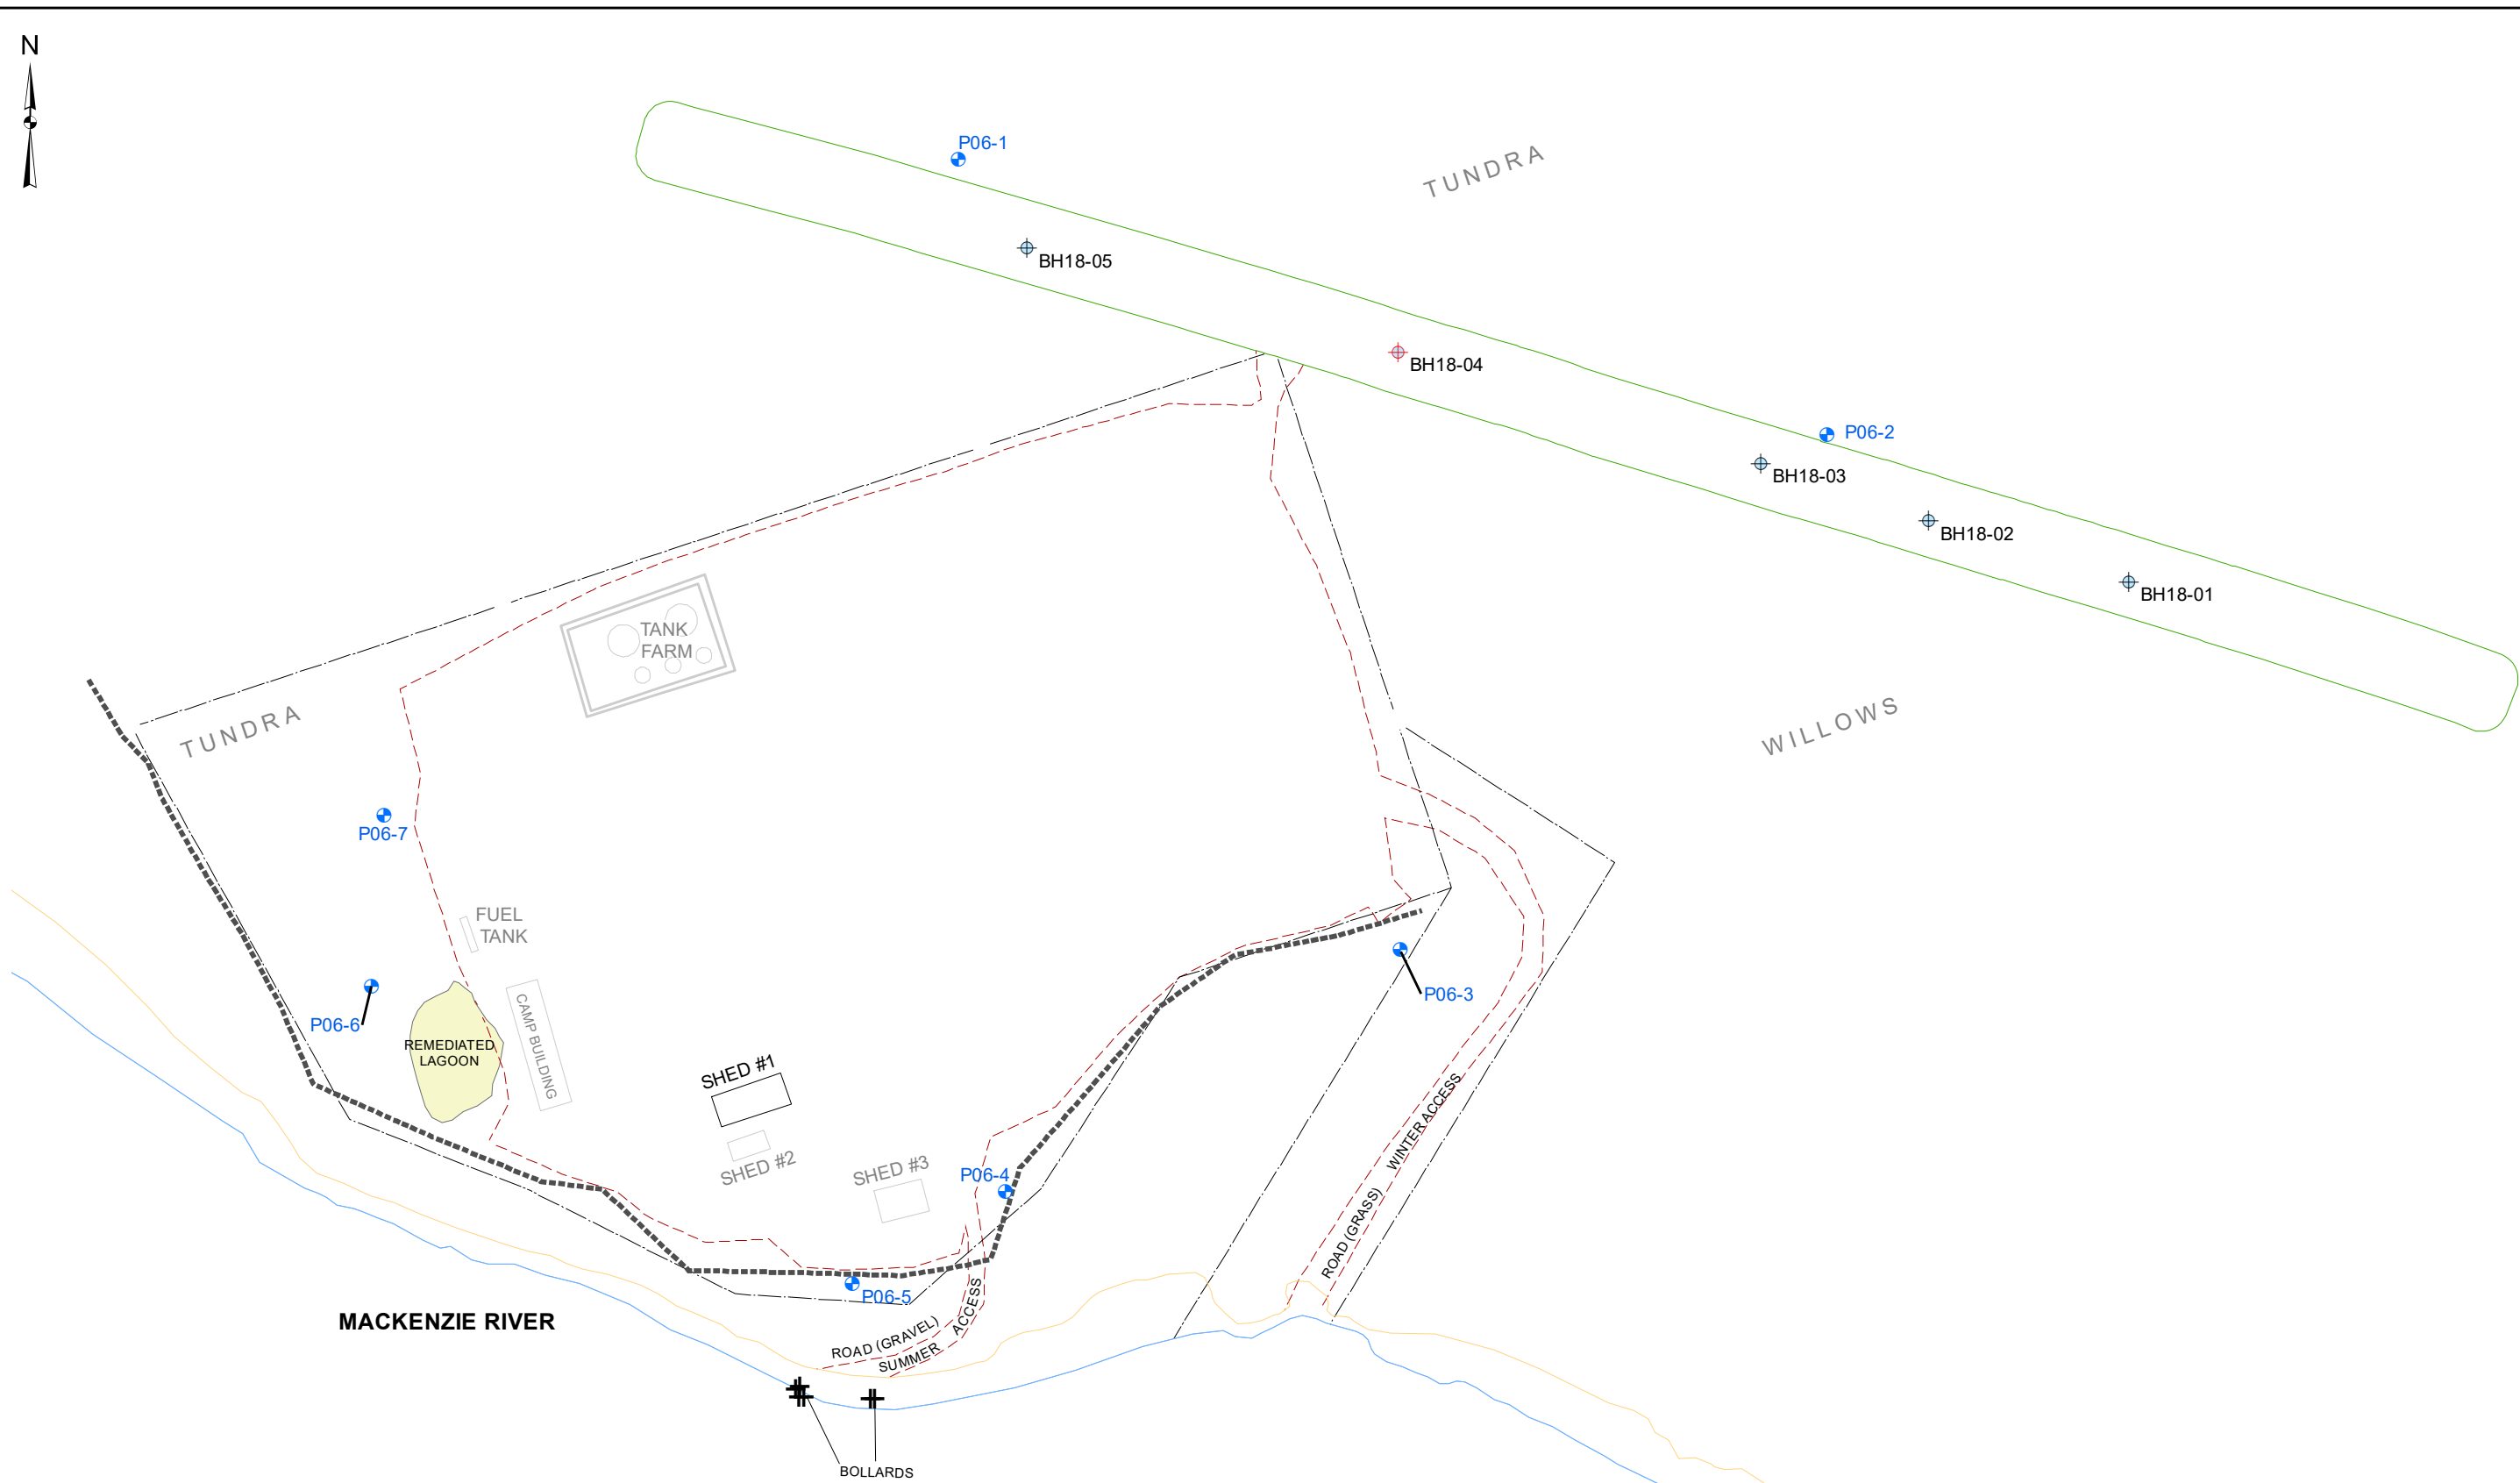 N
P06-1
TUNDRA
BH18-05
BH18-04
P06-2
BH18-03
BH18-02
BH18-01
TANK
FARM
TUNDRA
WILLOWS
P06-7
FUEL
TANK
P06-3
P06-6
CAMP BUILDING
REMEDIATED
LAGOON
SHED #1
WINTER ACCESS
SHED #2
SHED #3
P06-4
ROAD (GRASS)
P06-5
MACKENZIE RIVER
ROAD (GRAVEL)
SUMMER ACCESS
BOLLARDS